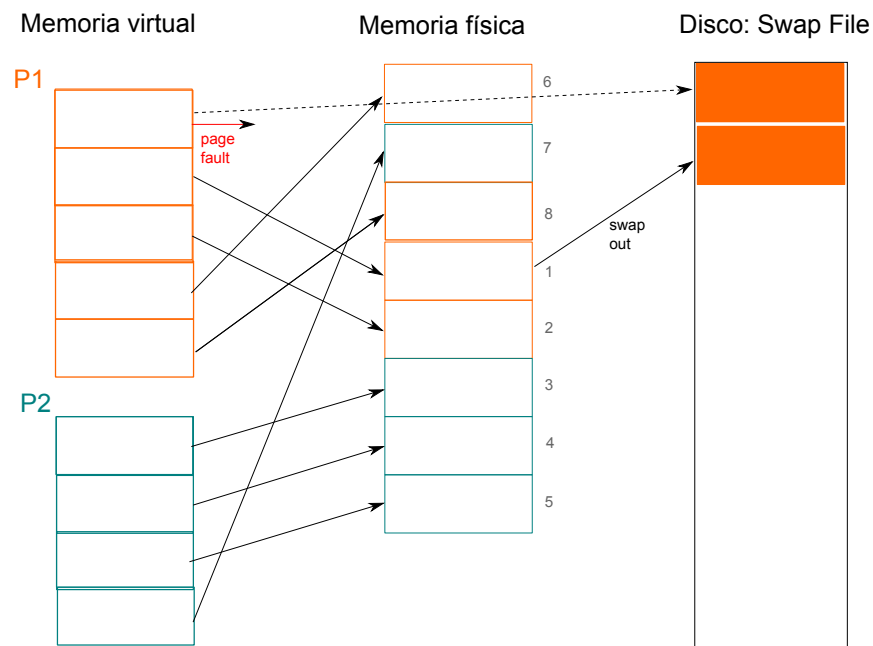 Memoria virtual
Memoria física
Disco: Swap File
P1
page
fault
6
7
8
swap
out
1
2
P2
3
4
5